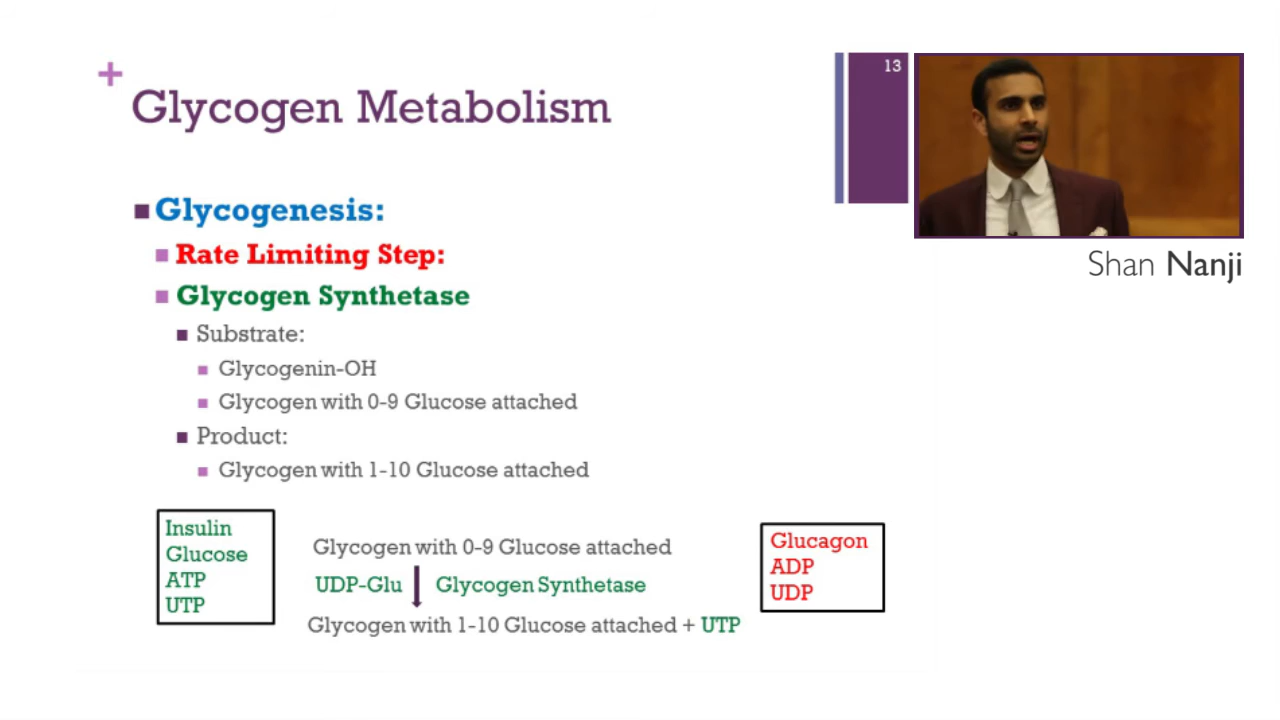 +
Glycogen Metabolism
13
Shan Nanji
Glycogenesis:
Rate Limiting Step:
Glycogen Synthetase
Substrate:
Glycogenin-OH
Glycogen with 0-9 Glucose attached
Product:
Glycogen with 1-10 Glucose attached
Insulin
Glucose
ATP
UTP
Glycogen with 0-9 Glucose attached
UDP-Glu Glycogen Synthetase
Glycogen with 1-10 Glucose attached + UTP
Glucagon
ADP
UDP